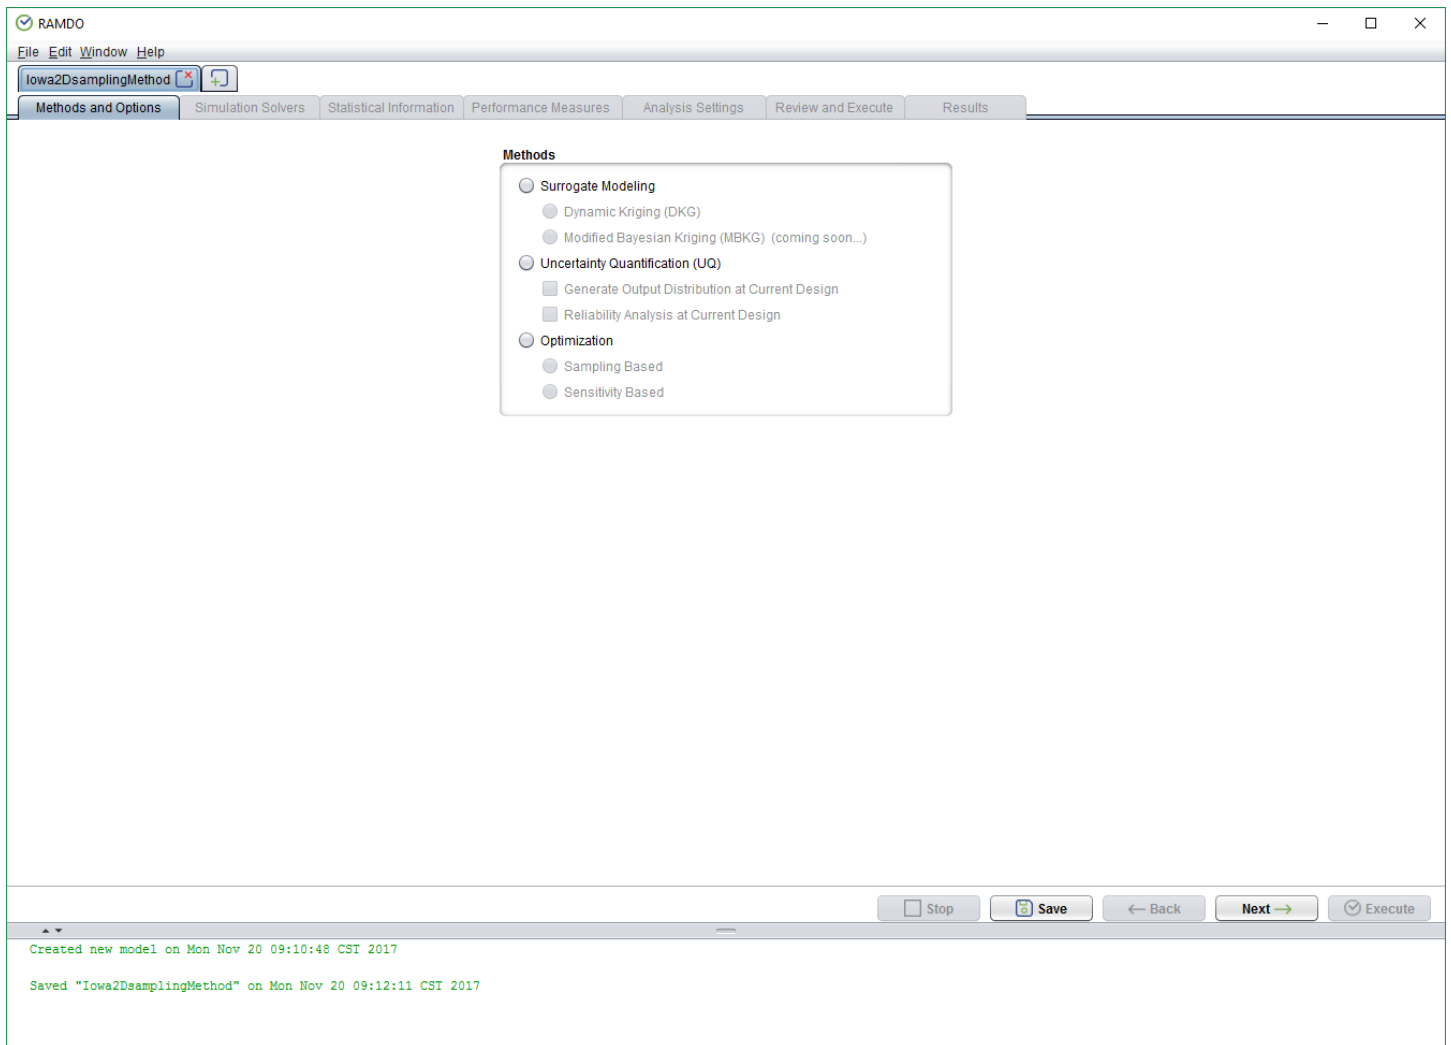 RAMDO
File Edit Window Help
Iowa2DsamplingMethod
Methods and Options Simulation Solvers Statistical Information Performance Measures Analysis Settings Review and Execute Results
Methods
Surrogate Modeling
Dynamic Kriging (DKG)
Modified Bayesian Kriging (MBKG) (coming soon...)
Uncertainty Quantification (UQ)
Generate Output Distribution at Current Design
Reliability Analysis at Current Design
Optimization
Sampling Based
Sensitivity Based
Stop Save Back Next Execute
Created new model on Mon Nov 20 09:10:48 CST 2017
Saved "Iowa2DsamplingMethod" on Mon Nov 20 09:12:11 CST 2017